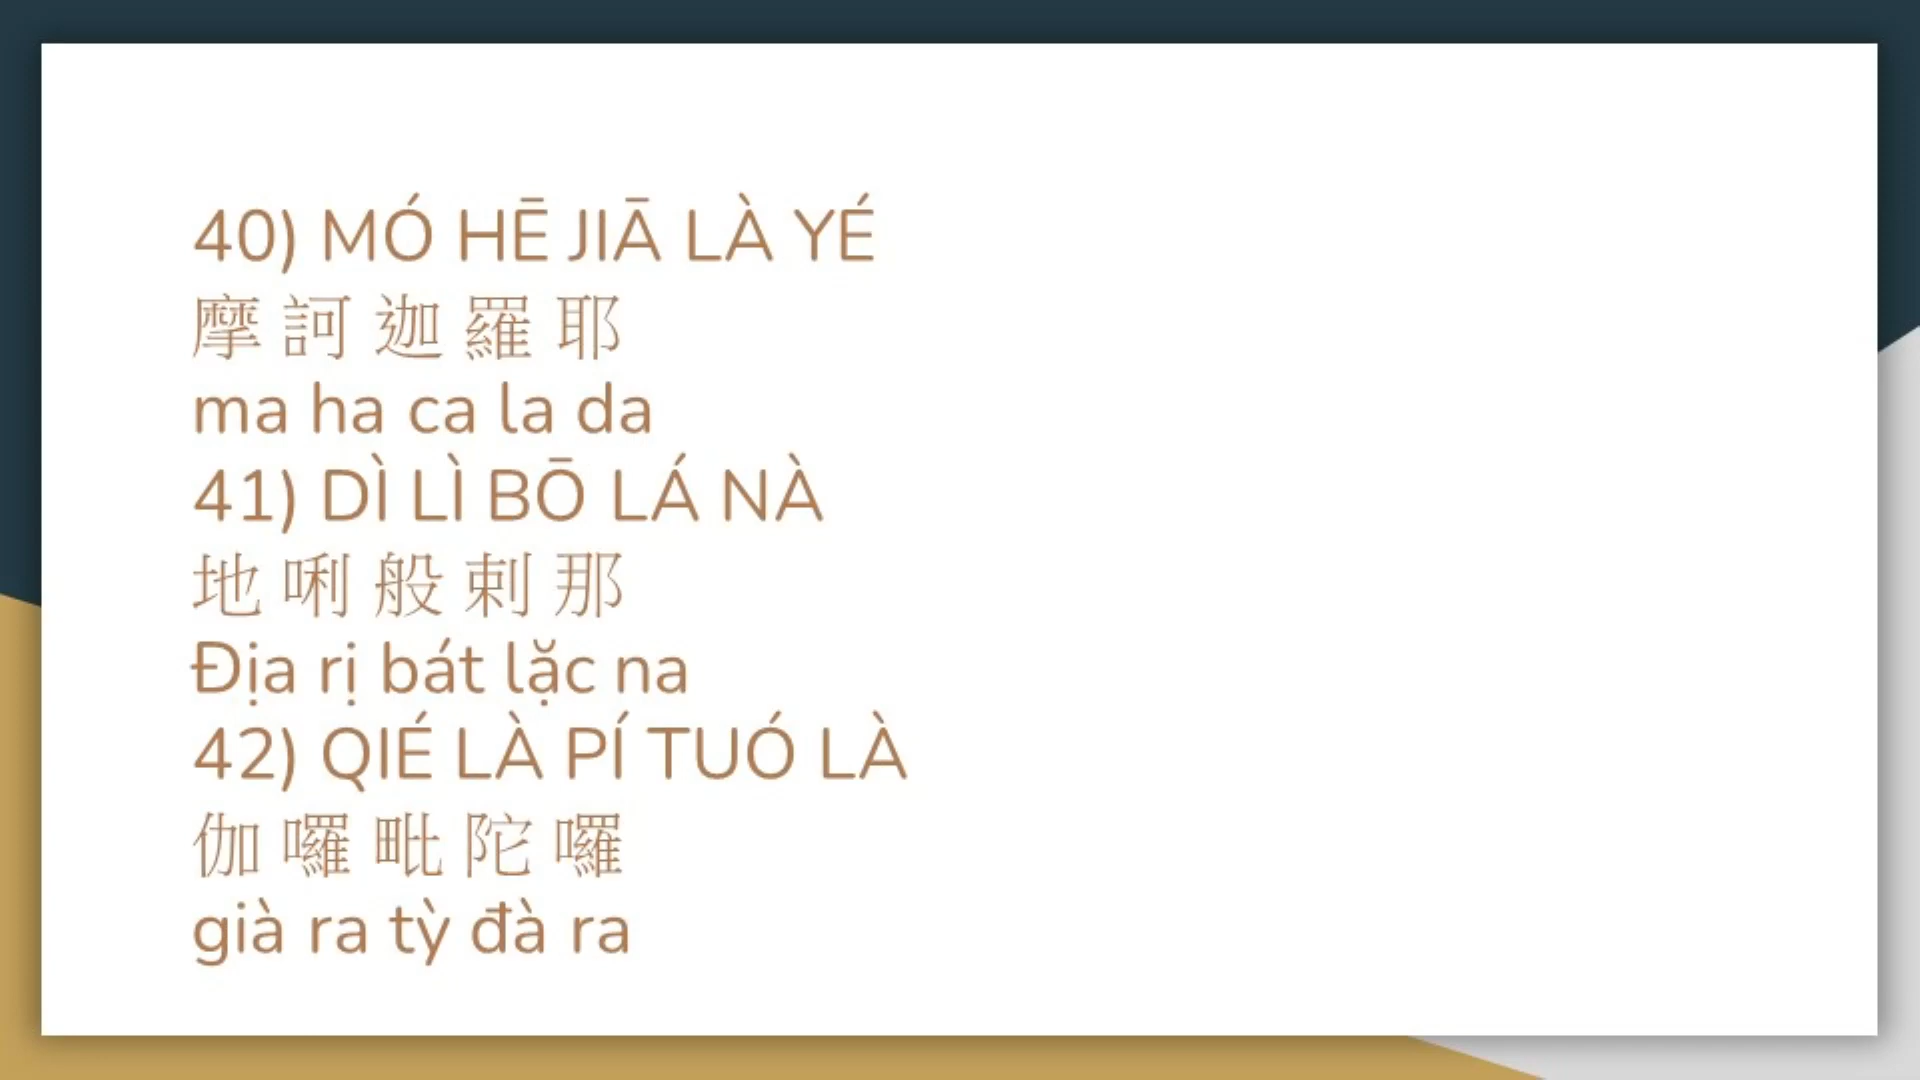 40) MÓ HĒ JIĀ LÀ YÉ
摩 訶 迦 羅 耶
ma ha ca la da
41) DÌ LÌ BŌ LÁ NÀ
地 唎 般 剌 那
Địa rị bát lặc na
42) QIÉ LÀ PÍ TUÓ LÀ
伽 囉 毗 陀 囉
già ra tỳ đà ra